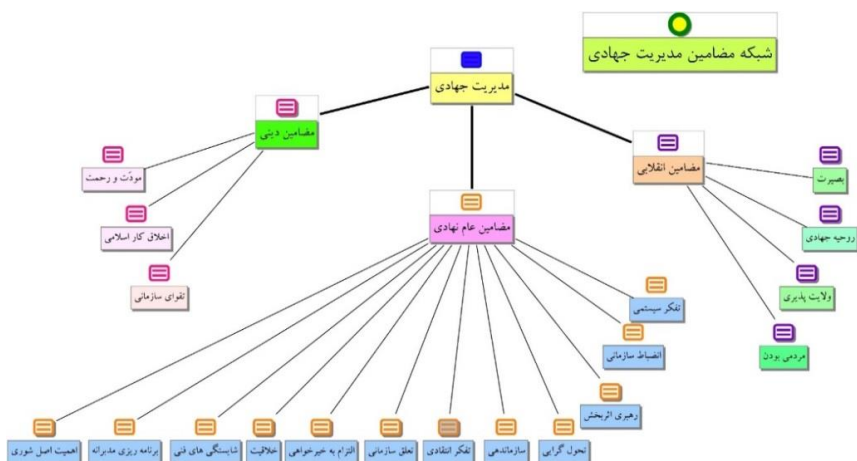 شبکه مضامین مدیریت جهادی
مدیریت جهادی
مضامین دینی
مضامین انقلابی
مودّت و رحمت
بصیرت
مضامین عام نهادی
اخلاق کار اسلامی
روحیه جهادی
تقوای سازمانی
ولایت پذیری
تفکر سیستمی
انضباط سازمانی
مردمی بودن
رهبری اثربخش
تحول گرایی
سازماندهی
تفکر انتقادی
تعلق سازمانی
التزام به خیرخواهی
خلاقیت
شایستگی های فنی
برنامه ریزی مدبرانه
اهمیت اصل شوری